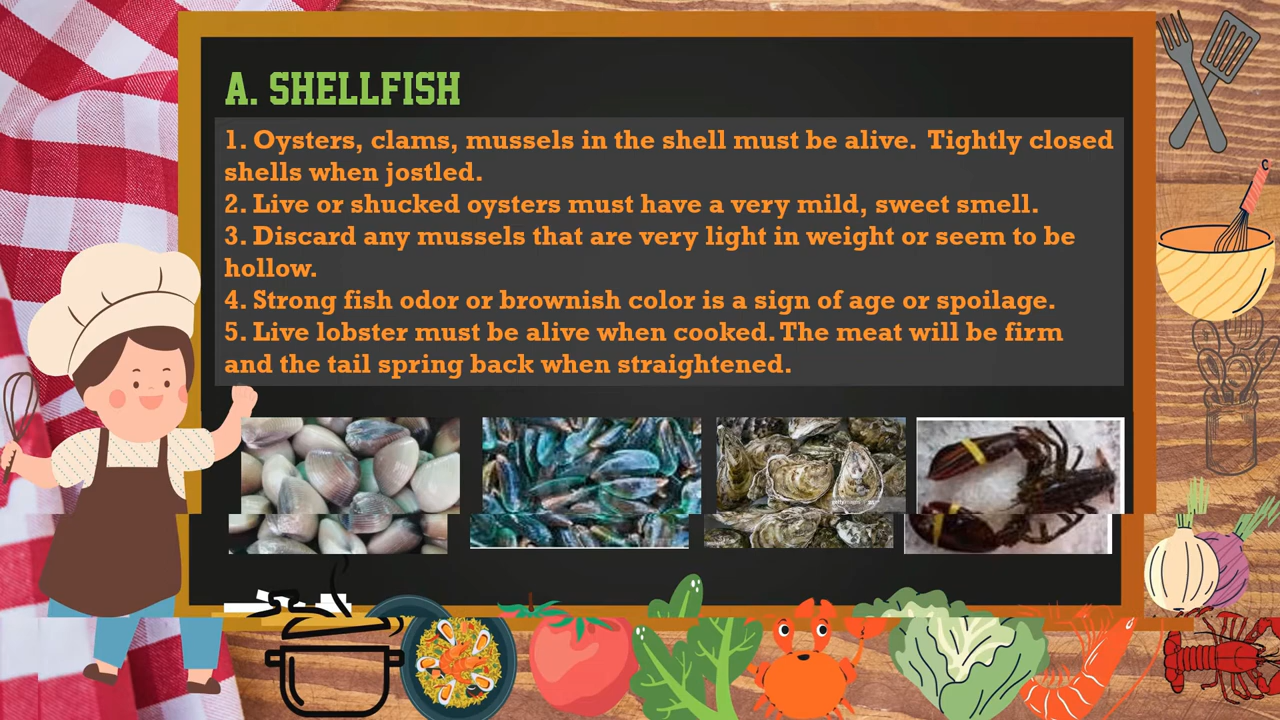 A. SHELLFISH
1. Oysters, clams, mussels in the shell must be alive.  Tightly closed
shells when jostled.
2. Live or shucked oysters must have a very mild, sweet smell.
3. Discard any mussels that are very light in weight or seem to be
hollow.
4. Strong fish odor or brownish color is a sign of age or spoilage.
5. Live lobster must be alive when cooked. The meat will be firm
and the tail spring back when straightened.